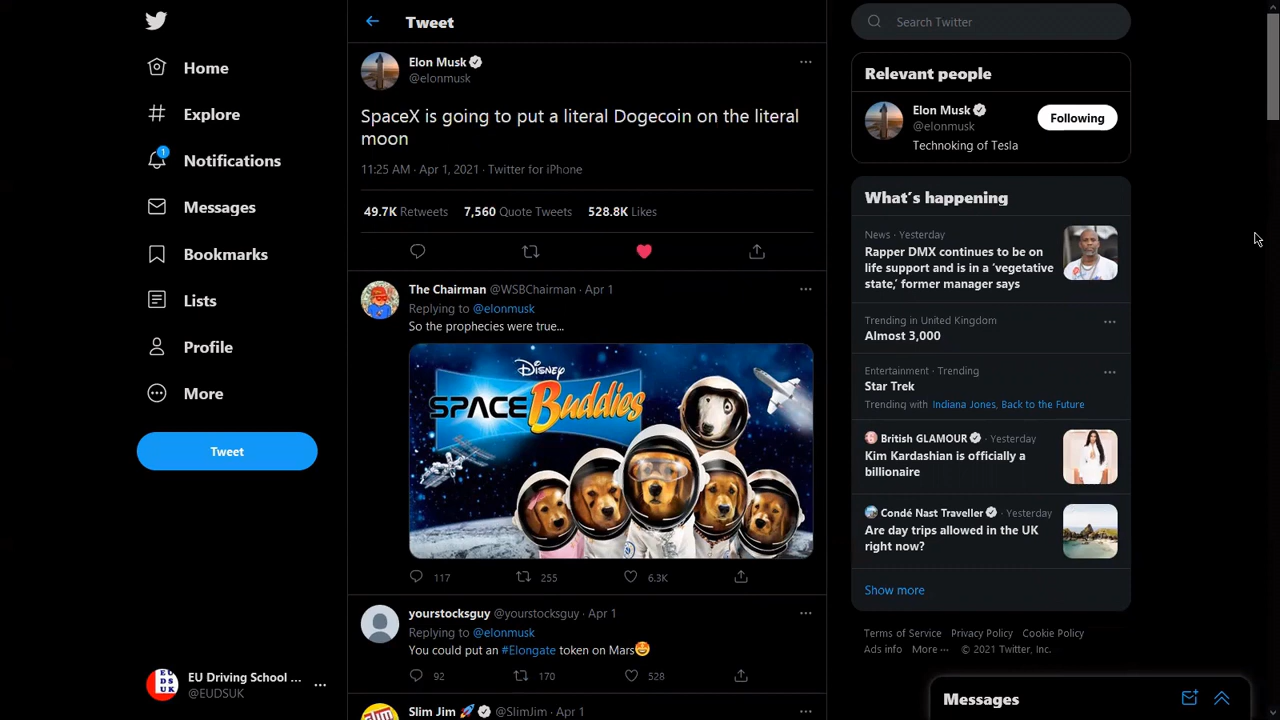 Home
Explore
1
Notifications
Messages
Bookmarks
Lists
Profile
More
Tweet
EU Driving School ...
@EUDSUK
Tweet
Elon Musk
@elonmusk
SpaceX is going to put a literal Dogecoin on the literal
moon
11:25 AM · Apr 1, 2021 · Twitter for iPhone
49.7K Retweets 7,560 Quote Tweets 528.8K Likes
The Chairman @WSBChairman · Apr 1
Replying to @elonmusk
So the prophecies were true...
DISNEY
SPACE Buddies
117 255 6.3K
yourstocksguy @yourstocksguy · Apr 1
Replying to @elonmusk
You could put an #Elongate token on Mars🤩
92 170 528
Slim Jim 🚀 @SlimJim · Apr 1
Search Twitter
Relevant people
Elon Musk
@elonmusk
Following
Technoking of Tesla
What's happening
News · Yesterday
Rapper DMX continues to be on
life support and is in a 'vegetative
state,' former manager says
Trending in United Kingdom
Almost 3,000
Entertainment · Trending
Star Trek
Trending with Indiana Jones, Back to the Future
British GLAMOUR · Yesterday
Kim Kardashian is officially a
billionaire
Condé Nast Traveller · Yesterday
Are day trips allowed in the UK
right now?
Show more
Terms of Service Privacy Policy Cookie Policy
Ads info More ··· © 2021 Twitter, Inc.
Messages